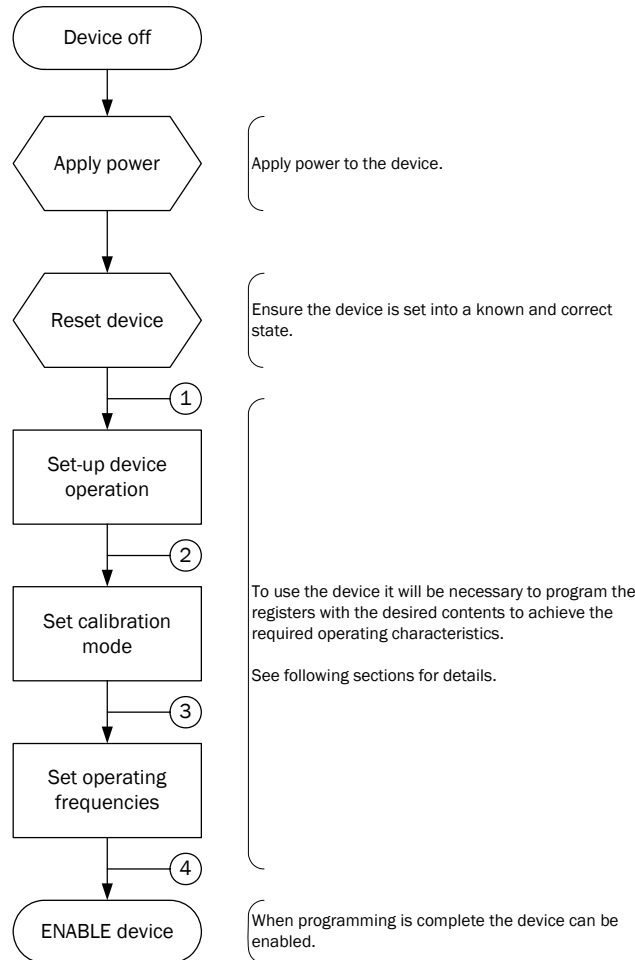 Device off
Apply power
Apply power to the device.
Reset device
Ensure the device is set into a known and correct
state.
1
Set-up device
operation
2
To use the device it will be necessary to program the
registers with the desired contents to achieve the
required operating characteristics.
See following sections for details.
Set calibration
mode
3
Set operating
frequencies
4
ENABLE device
When programming is complete the device can be
enabled.